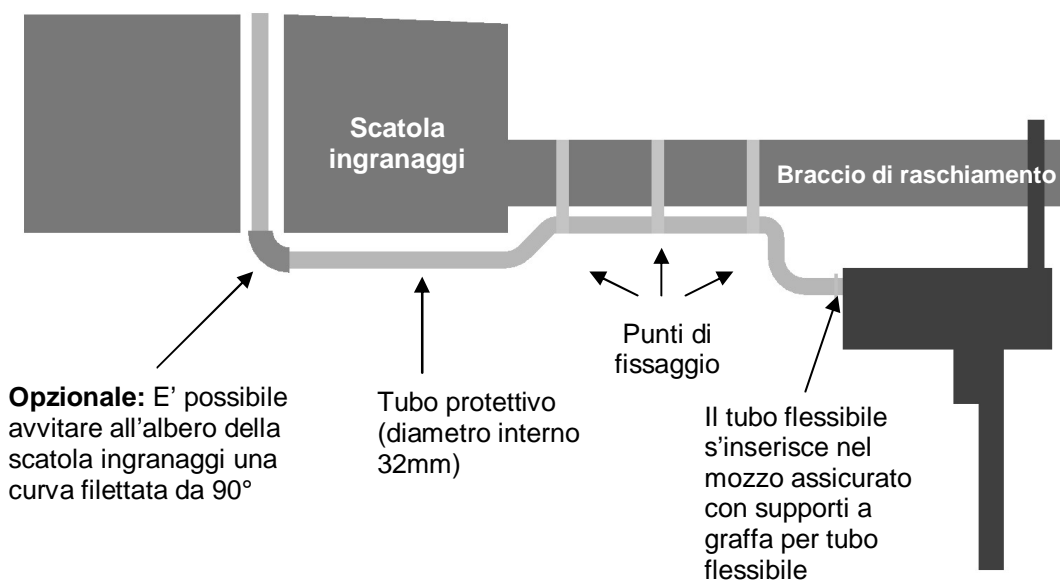 Scatola
ingranaggi
Braccio di raschiamento
Punti di
fissaggio
Opzionale: E' possibile
avvitare all'albero della
scatola ingranaggi una
curva filettata da 90°
Tubo protettivo
(diametro interno
32mm)
Il tubo flessibile
s'inserisce nel
mozzo assicurato
con supporti a
graffa per tubo
flessibile